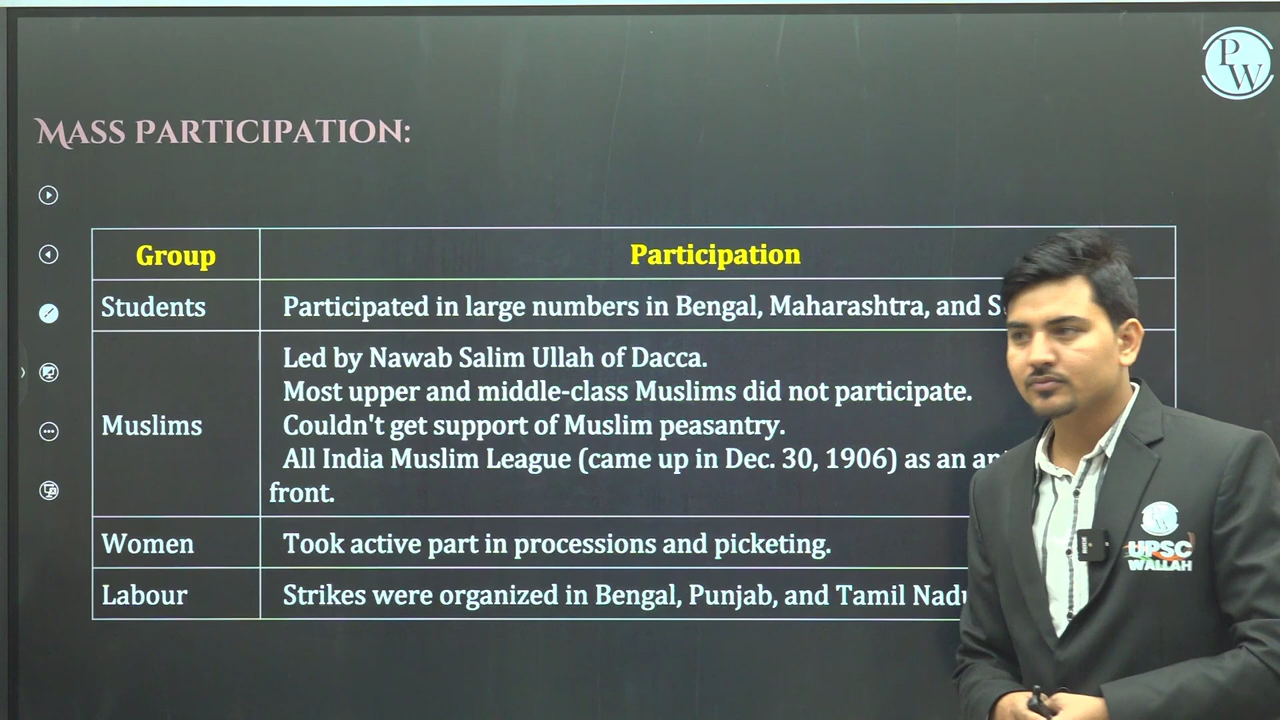 PW
MASS PARTICIPATION:
Group Participation
Students Participated in large numbers in Bengal, Maharashtra, and
Led by Nawab Salim Ullah of Dacca.
Most upper and middle-class Muslims did not participate.
Muslims Couldn't get support of Muslim peasantry.
All India Muslim League (came up in Dec. 30, 1906) as an
front.
Women Took active part in processions and picketing.
Labour Strikes were organized in Bengal, Punjab, and Tamil
PW
UPSC
WALLAH